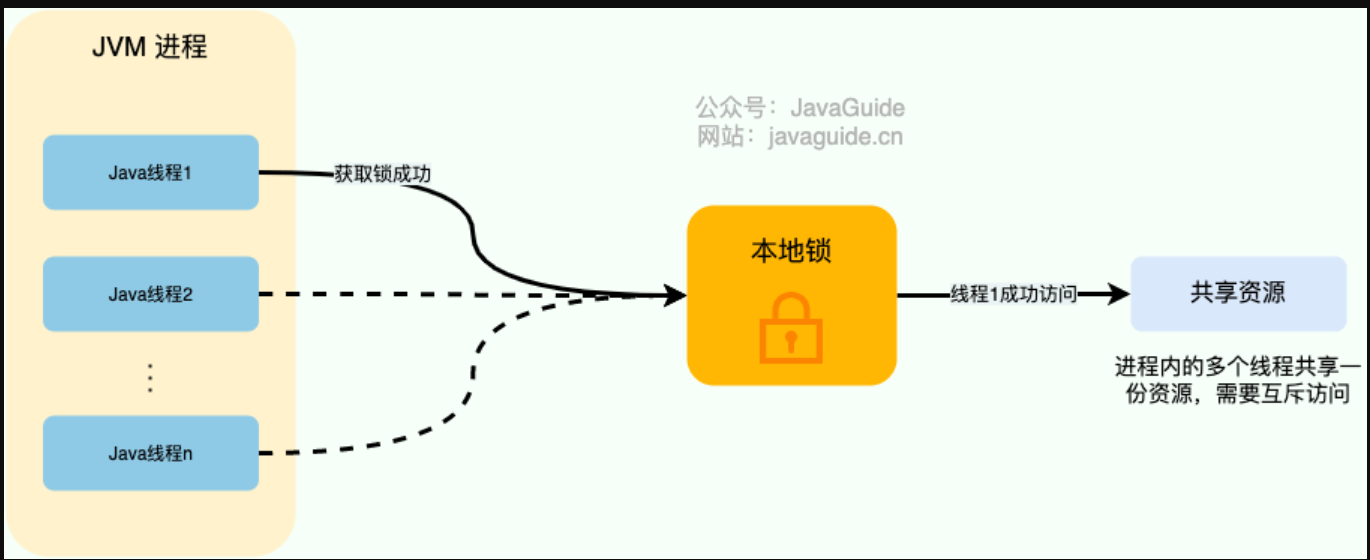 JVM 进程
公众号：JavaGuide
网站：javaguide.cn
Java线程1
获取锁成功
本地锁
Java线程2
线程1成功访问
共享资源
进程内的多个线程共享一
份资源，需要互斥访问
Java线程n